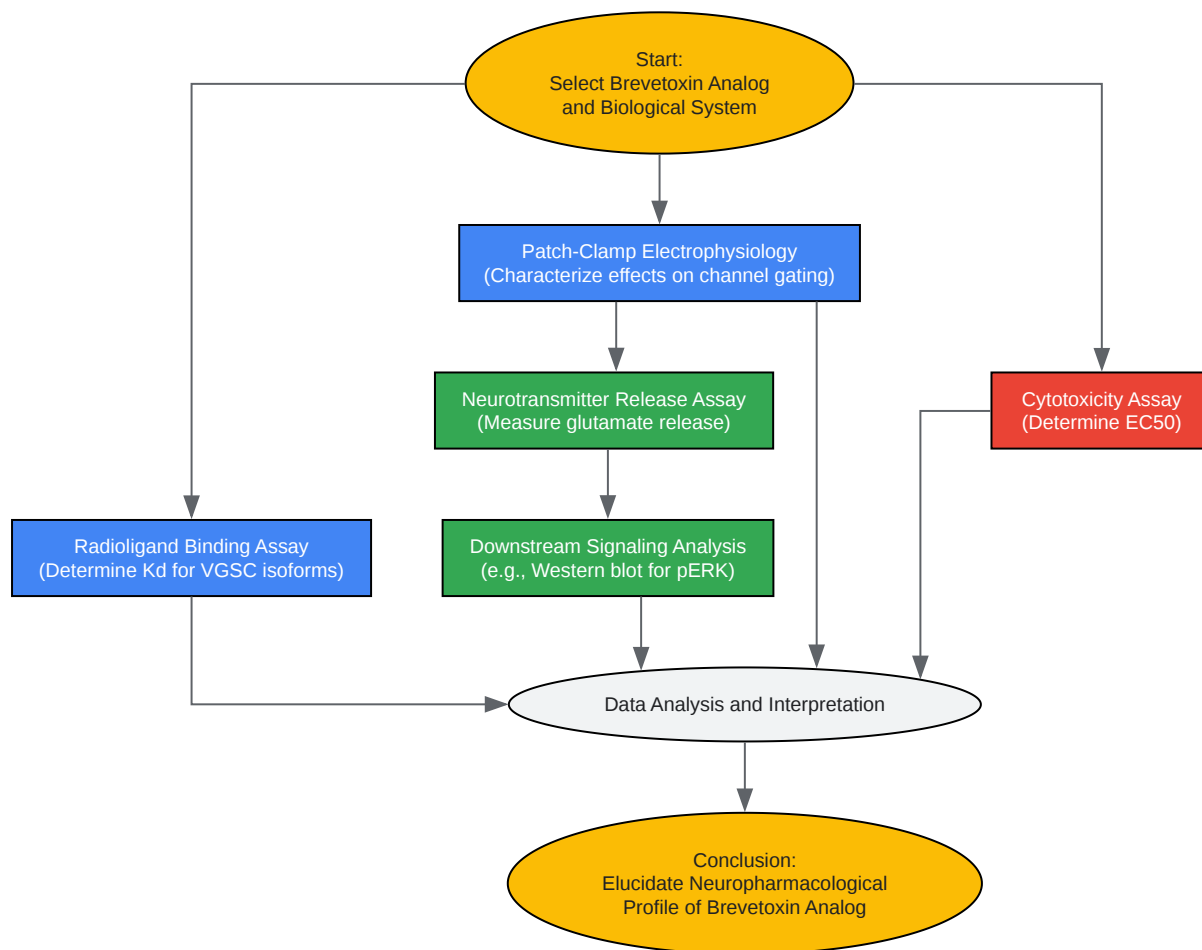 Start:
Select Brevetoxin Analog
and Biological System
Patch-Clamp Electrophysiology
(Characterize effects on channel gating)
Neurotransmitter Release Assay
(Measure glutamate release)
Cytotoxicity Assay
(Determine EC50)
Radioligand Binding Assay
(Determine Kd for VGSC isoforms)
Downstream Signaling Analysis
(e.g., Western blot for pERK)
Data Analysis and Interpretation
Conclusion:
Elucidate Neuropharmacological
Profile of Brevetoxin Analog